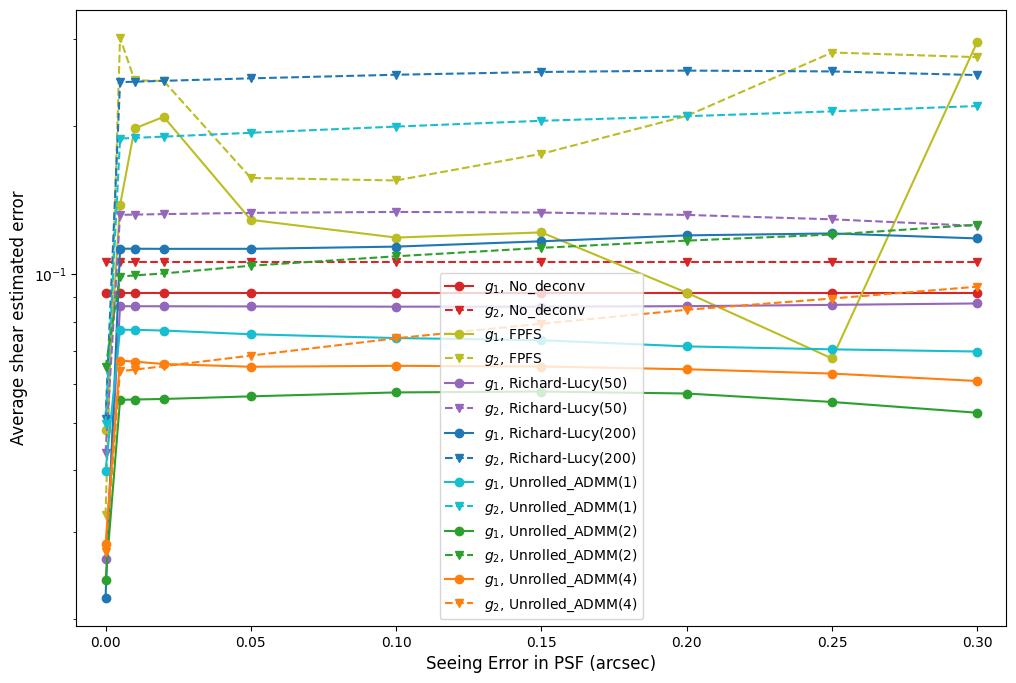 Average shear estimated error
10⁻¹
g₁, No_deconv
g₂, No_deconv
g₁, FPFS
g₂, FPFS
g₁, Richard-Lucy(50)
g₂, Richard-Lucy(50)
g₁, Richard-Lucy(200)
g₂, Richard-Lucy(200)
g₁, Unrolled_ADMM(1)
g₂, Unrolled_ADMM(1)
g₁, Unrolled_ADMM(2)
g₂, Unrolled_ADMM(2)
g₁, Unrolled_ADMM(4)
g₂, Unrolled_ADMM(4)
0.00 0.05 0.10 0.15 0.20 0.25 0.30
Seeing Error in PSF (arcsec)